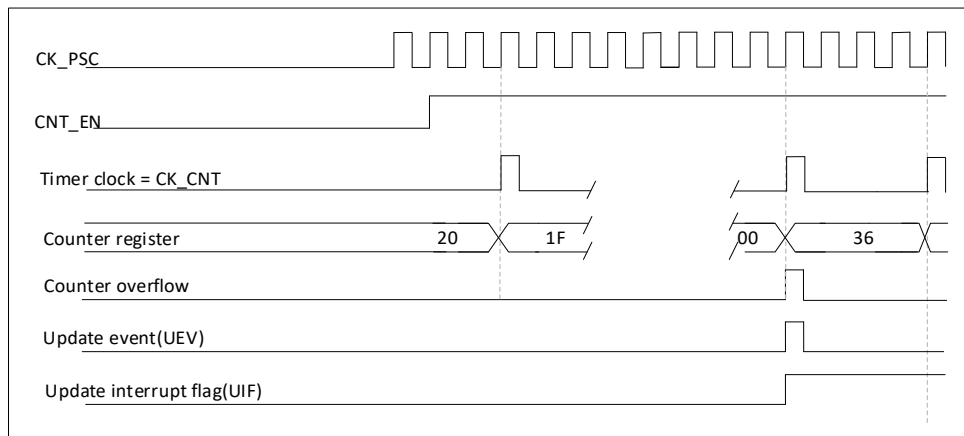 CK_PSC
CNT_EN
Timer clock = CK_CNT
Counter register 20 1F 00 36
Counter overflow
Update event(UEV)
Update interrupt flag(UIF)